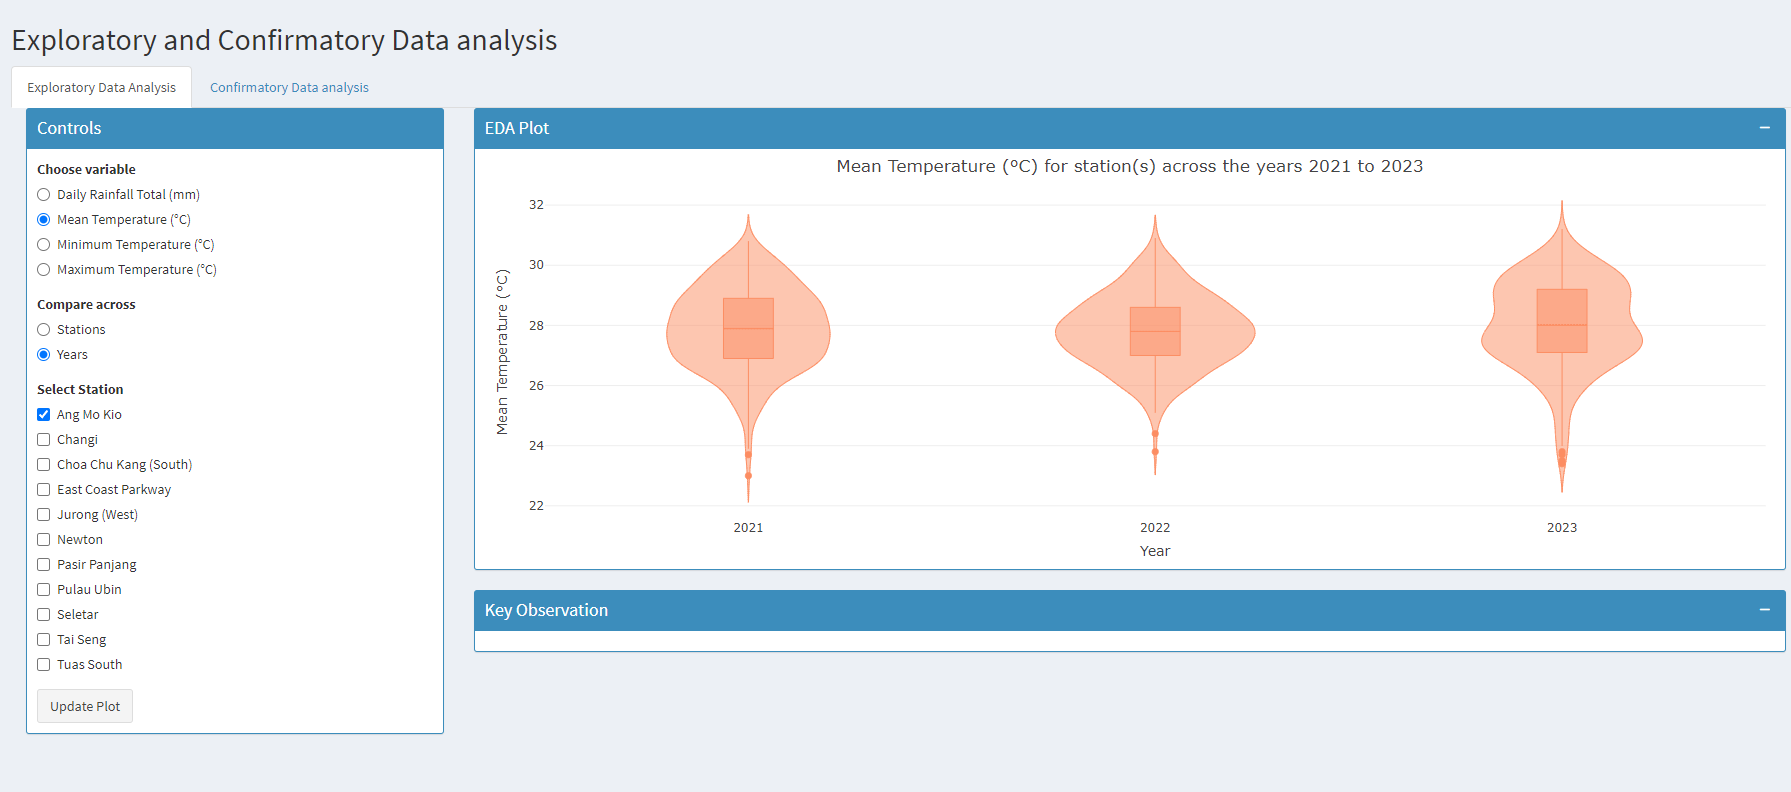 Exploratory and Confirmatory Data analysis
Exploratory Data Analysis
Confirmatory Data analysis
Controls
Choose variable
Daily Rainfall Total (mm)
Mean Temperature (°C)
Minimum Temperature (°C)
Maximum Temperature (°C)
Compare across
Stations
Years
Select Station
Ang Mo Kio
Changi
Choa Chu Kang (South)
East Coast Parkway
Jurong (West)
Newton
Pasir Panjang
Pulau Ubin
Seletar
Tai Seng
Tuas South
Update Plot
EDA Plot
Mean Temperature (°C) for station(s) across the years 2021 to 2023
Mean Temperature (°C)
32
30
28
26
24
22
2021
2022
2023
Year
Key Observation